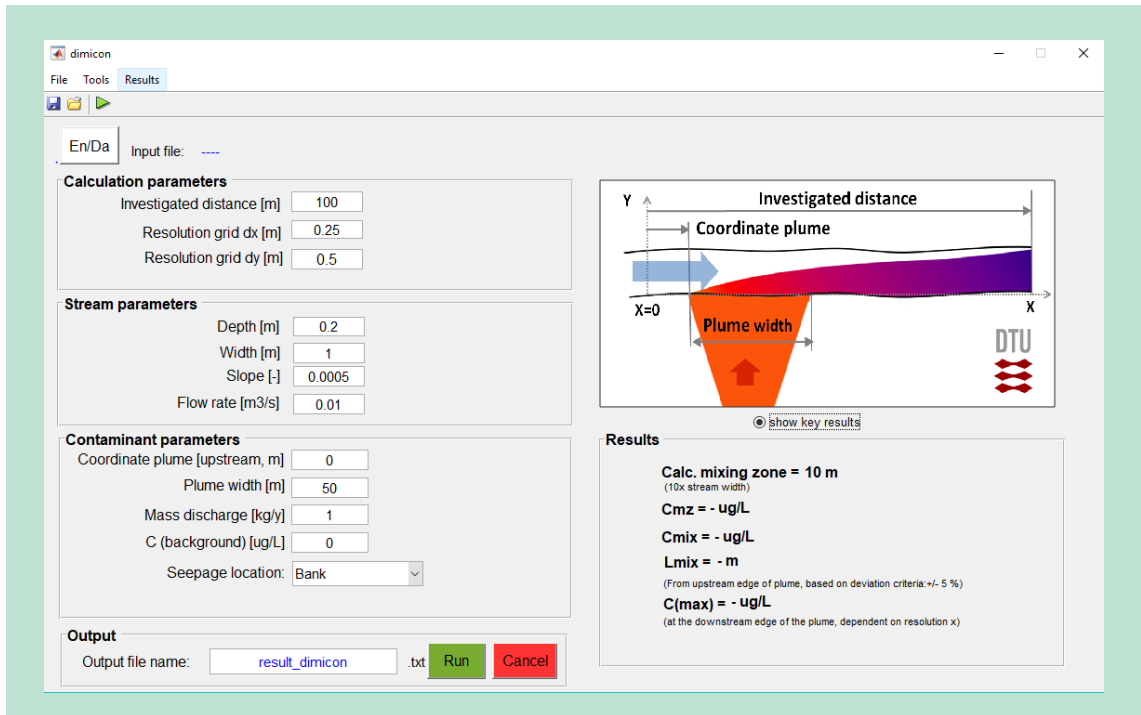 dimicon
File Tools Results
En/Da Input file: ----
Calculation parameters
Investigated distance [m] 100
Resolution grid dx [m] 0.25
Resolution grid dy [m] 0.5
Stream parameters
Depth [m] 0.2
Width [m] 1
Slope [-] 0.0005
Flow rate [m3/s] 0.01
Contaminant parameters
Coordinate plume [upstream, m] 0
Plume width [m] 50
Mass discharge [kg/y] 1
C (background) [ug/L] 0
Seepage location: Bank
Output
Output file name: result_dimicon .txt Run Cancel
Y Investigated distance
Coordinate plume
X=0 X
Plume width
DTU
show key results
Results
Calc. mixing zone = 10 m
(10x stream width)
Cmz = - ug/L
Cmix = - ug/L
Lmix = - m
(From upstream edge of plume, based on deviation criteria:+/- 5 %)
C(max) = - ug/L
(at the downstream edge of the plume, dependent on resolution x)